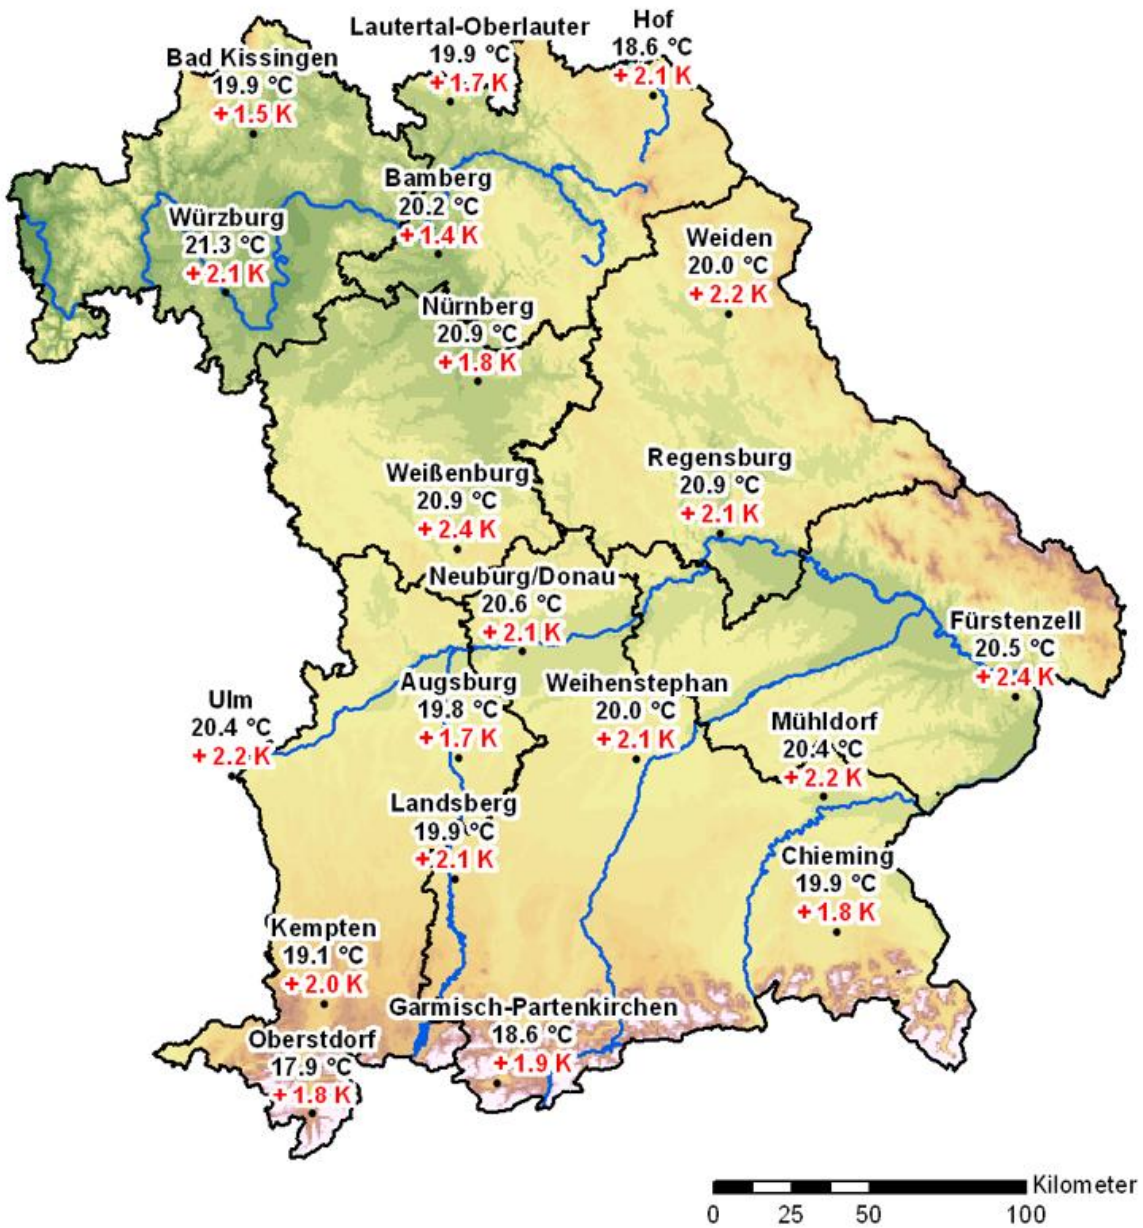 Lautertal-Oberlauter
19.9 °C
+1.7 K
Hof
18.6 °C
+2.1 K
Bad Kissingen
19.9 °C
+1.5 K
Bamberg
20.2 °C
+1.4 K
Würzburg
21.3 °C
+2.1 K
Weiden
20.0 °C
+2.2 K
Nürnberg
20.9 °C
+1.8 K
Weißenburg
20.9 °C
+2.4 K
Regensburg
20.9 °C
+2.1 K
Neuburg/Donau
20.6 °C
+2.1 K
Fürstenzell
20.5 °C
+2.4 K
Ulm
20.4 °C
+2.2 K
Augsburg
19.8 °C
+1.7 K
Weihenstephan
20.0 °C
+2.1 K
Mühldorf
20.4 °C
+2.2 K
Landsberg
19.9 °C
+2.1 K
Chieming
19.9 °C
+1.8 K
Kempten
19.1 °C
+2.0 K
Garmisch-Partenkirchen
18.6 °C
+1.9 K
Oberstdorf
17.9 °C
+1.8 K
Kilometer
0 25 50 100